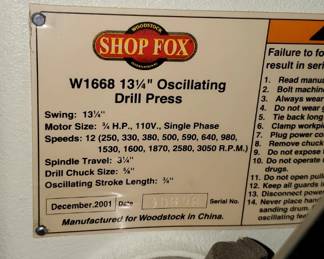 WOODSTOCK
SHOP FOX
W1668 13¼" Oscillating
Drill Press
Swing: 13¼"
Motor Size: ¾ H.P., 110V., Single Phase
Speeds: 12 (250, 330, 380, 500, 590, 640, 980,
1530, 1600, 1870, 2580, 3050 R.P.M.)
Spindle Travel: 3¼"
Drill Chuck Size: ⅝"
Oscillating Stroke Length: ¾"
December, 2001 Date Serial No.
Manufactured for Woodstock in China.
Failure to fo
result in seri
1. Read manu
2. Bolt machin
3. Always wear
4. Do not wear
5. Tie back long
6. Clamp workpi
7. Plug power co
8. Remove chuck
9. Do not expose t
10. Do not operate
drugs.
11. Do not open pull
12. Keep all guards i
13. Disconnect power
14. Never place hand
sanding drum.
oscillating feat